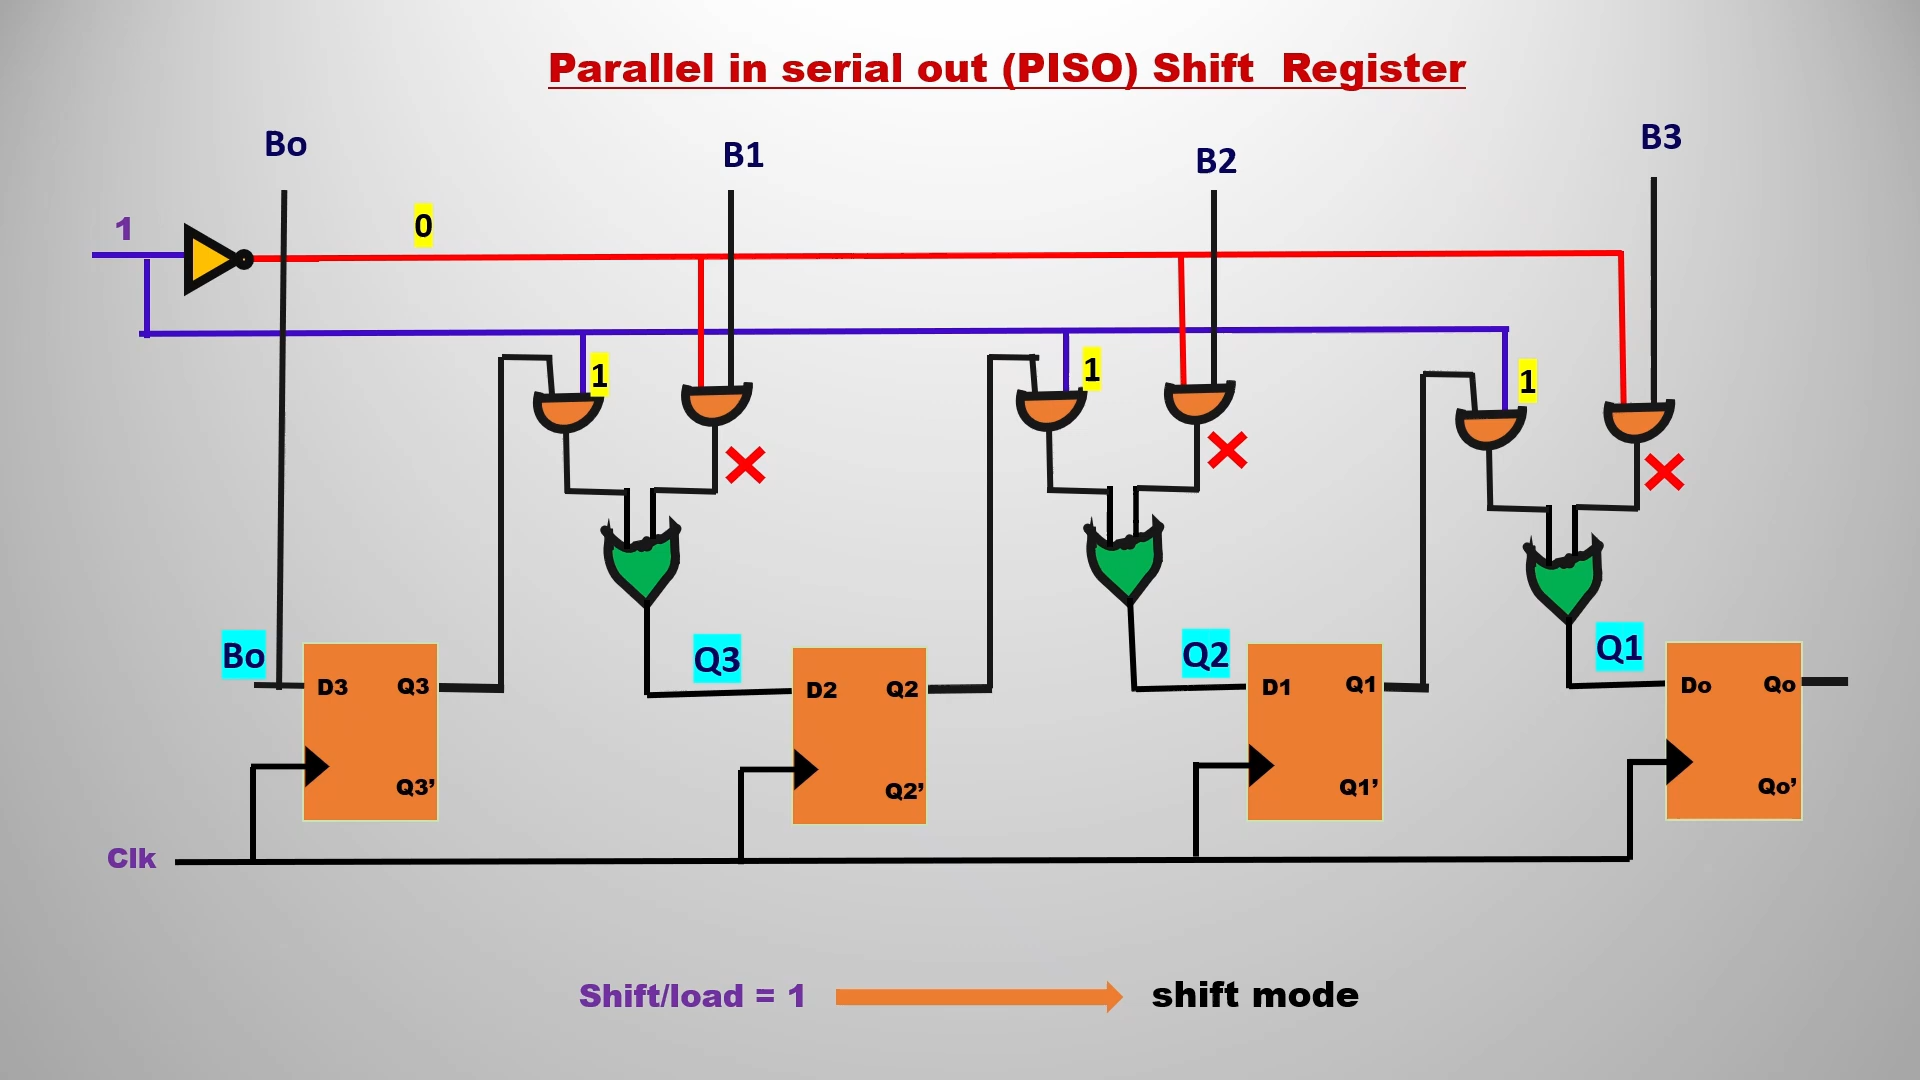 Parallel in serial out (PISO) Shift Register
Bo
B1
B2
B3
1
0
1
1
1
Bo
Q3
Q2
Q1
D3
Q3
D2
Q2
D1
Q1
Do
Qo
Q3’
Q2’
Q1’
Qo’
Clk
Shift/load = 1
shift mode